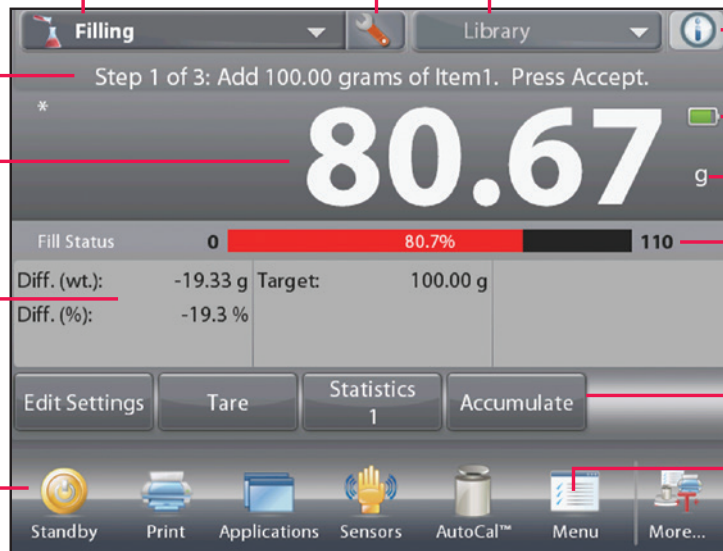 Filling
Library
Step 1 of 3: Add 100.00 grams of Item1. Press Accept.
*
80.67
g
Fill Status 0 80.7% 110
Diff. (wt.): -19.33 g Target: 100.00 g
Diff. (%): -19.3 %
Edit Settings
Tare
Statistics
1
Accumulate
Standby
Print
Applications
Sensors
AutoCal™
Menu
More...